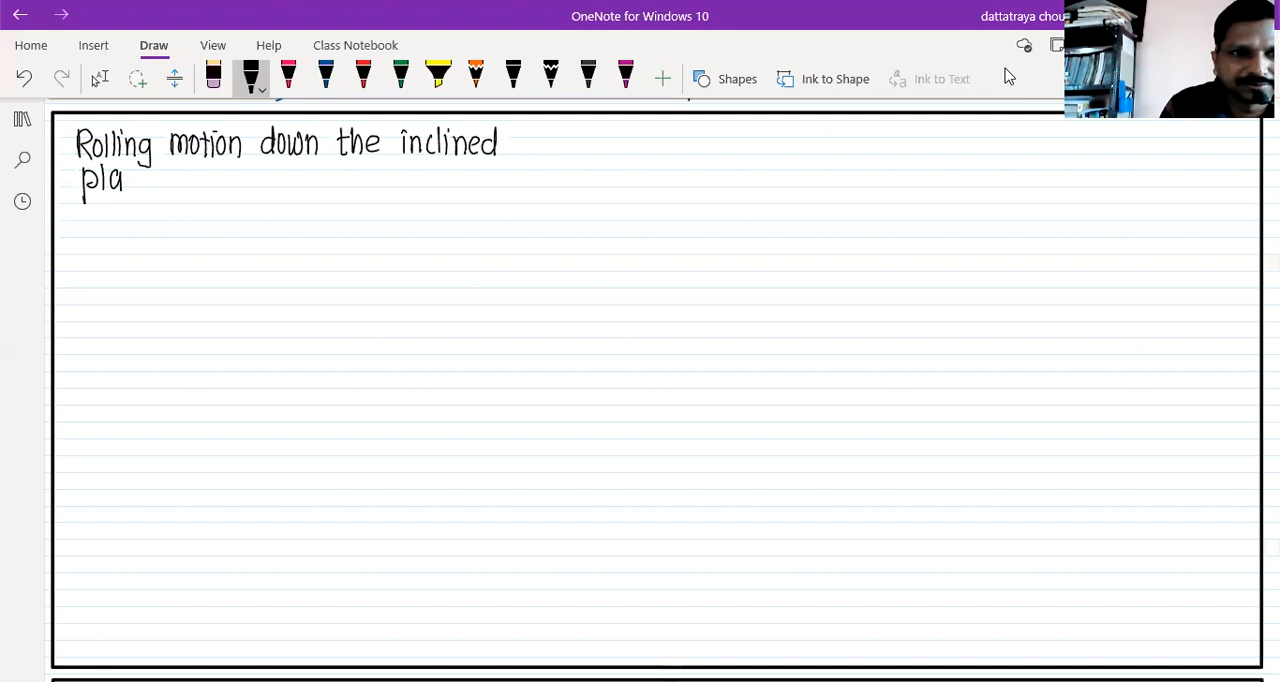 OneNote for Windows 10
dattatraya chou
Home Insert Draw View Help Class Notebook
Shapes Ink to Shape Ink to Text
Rolling motion down the inclined
pla